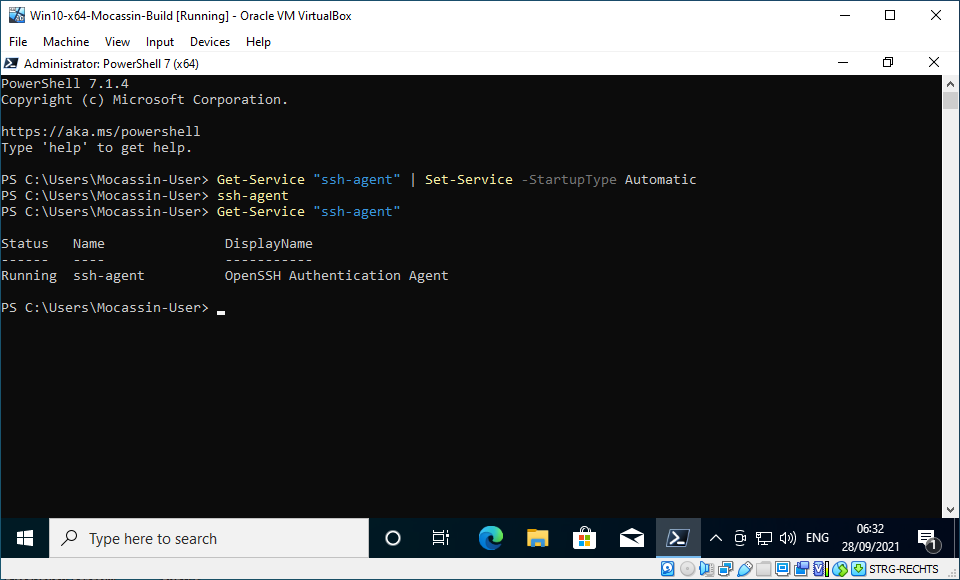 Win10-x64-Mocassin-Build [Running] - Oracle VM VirtualBox
File Machine View Input Devices Help
Administrator: PowerShell 7 (x64)
PowerShell 7.1.4
Copyright (c) Microsoft Corporation.
https://aka.ms/powershell
Type 'help' to get help.
PS C:\Users\Mocassin-User> Get-Service "ssh-agent" | Set-Service -StartupType Automatic
PS C:\Users\Mocassin-User> ssh-agent
PS C:\Users\Mocassin-User> Get-Service "ssh-agent"
Status Name DisplayName
------ ---- -----------
Running ssh-agent OpenSSH Authentication Agent
PS C:\Users\Mocassin-User>
Type here to search
ENG
06:32
28/09/2021
1
STRG-RECHTS